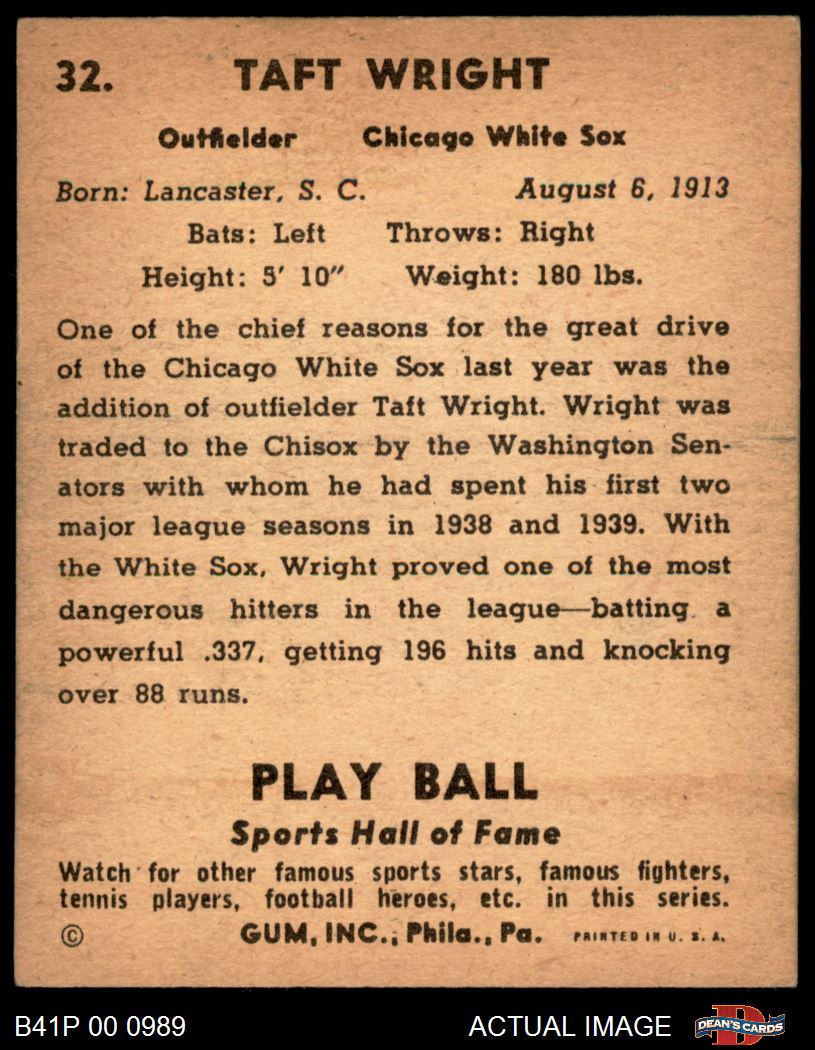 32. TAFT WRIGHT
Outfielder Chicago White Sox
Born: Lancaster, S. C. August 6, 1913
Bats: Left Throws: Right
Height: 5′ 10″ Weight: 180 lbs.
One of the chief reasons for the great drive
of the Chicago White Sox last year was the
addition of outfielder Taft Wright. Wright was
traded to the Chisox by the Washington Sen-
ators with whom he had spent his first two
major league seasons in 1938 and 1939. With
the White Sox, Wright proved one of the most
dangerous hitters in the league—batting a
powerful .337, getting 196 hits and knocking
over 88 runs.
PLAY BALL
Sports Hall of Fame
Watch for other famous sports stars, famous fighters,
tennis players, football heroes, etc. in this series.
© GUM, INC., Phila., Pa. PRINTED IN U. S. A.
B41P 00 0989 ACTUAL IMAGE D DEAN'S CARDS